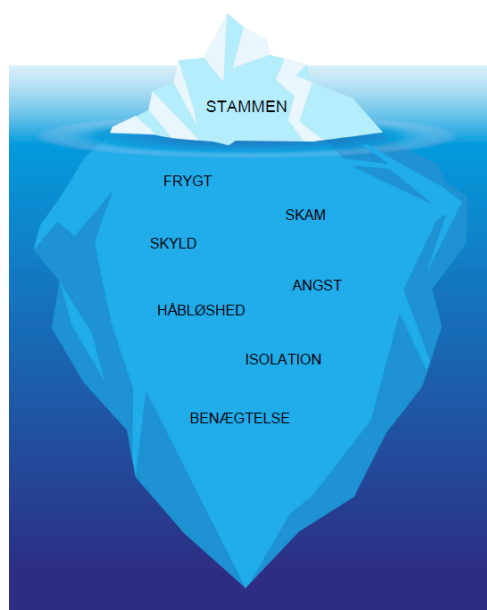 STAMMEN
FRYGT
SKAM
SKYLD
ANGST
HÅBLØSHED
ISOLATION
BENÆGTELSE